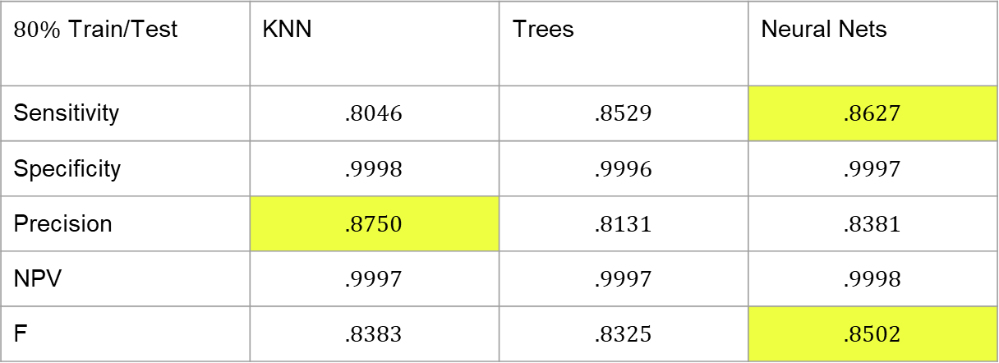 80% Train/Test KNN Trees Neural Nets
Sensitivity .8046 .8529 .8627
Specificity .9998 .9996 .9997
Precision .8750 .8131 .8381
NPV .9997 .9997 .9998
F .8383 .8325 .8502